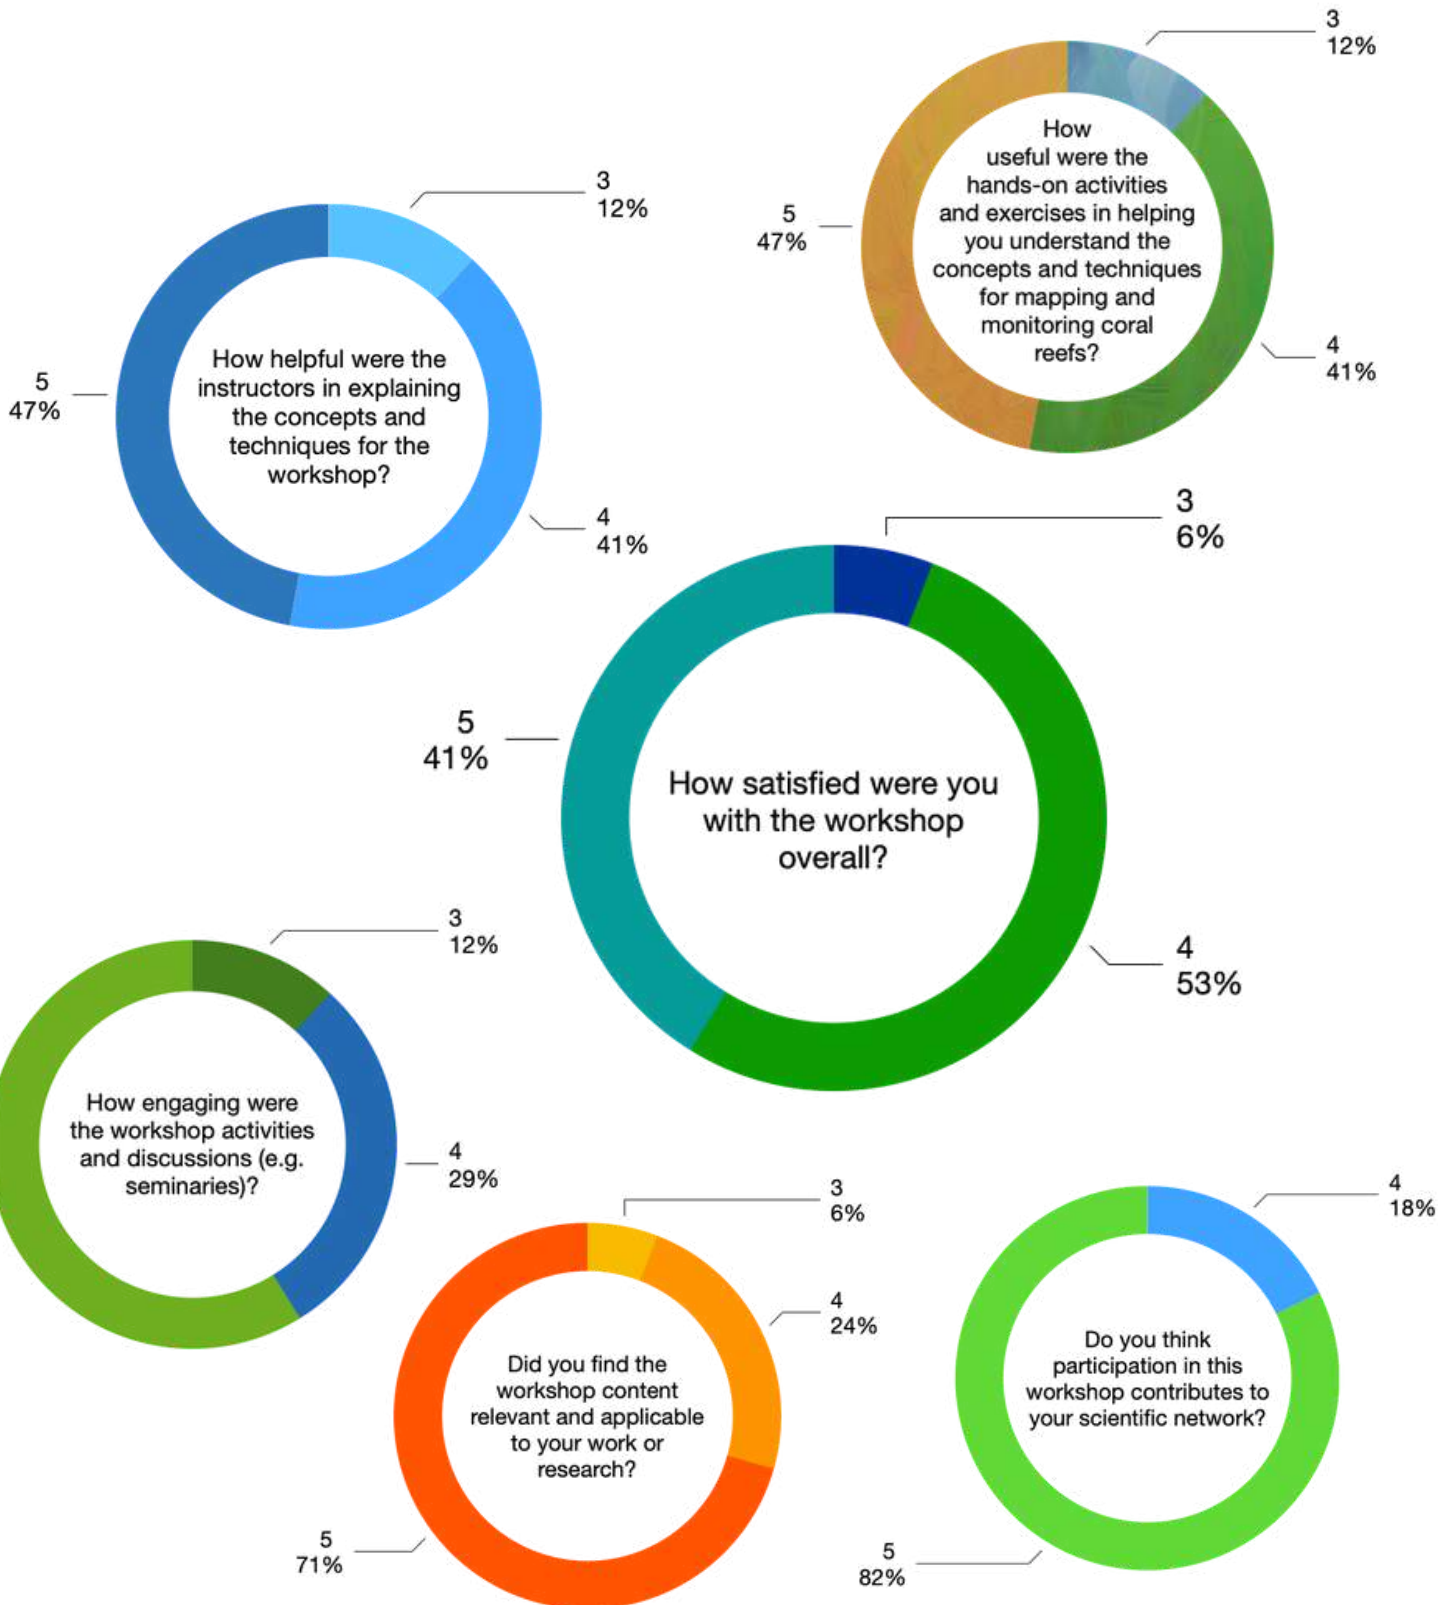 3
12%
How
useful were the
hands-on activities
and exercises in helping
you understand the
concepts and techniques
for mapping and
monitoring coral
reefs?
5
47%
4
41%
3
12%
How helpful were the
instructors in explaining
the concepts and
techniques for the
workshop?
5
47%
4
41%
3
6%
How satisfied were you
with the workshop
overall?
5
41%
4
53%
3
12%
How engaging were
the workshop activities
and discussions (e.g.
seminaries)?
4
29%
3
6%
4
24%
Did you find the
workshop content
relevant and applicable
to your work or
research?
5
71%
4
18%
Do you think
participation in this
workshop contributes to
your scientific network?
5
82%